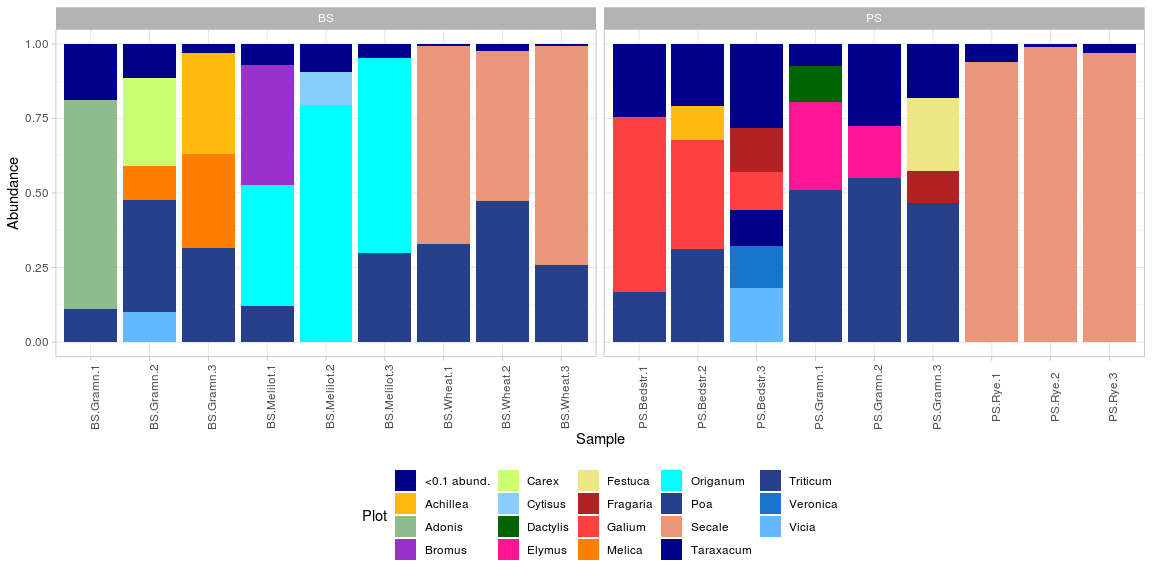 BS PS
1.00
0.75
0.50
0.25
0.00
Abundance
BS.Gramn.1
BS.Gramn.2
BS.Gramn.3
BS.Melilot.1
BS.Melilot.2
BS.Melilot.3
BS.Wheat.1
BS.Wheat.2
BS.Wheat.3
PS.Bedstr.1
PS.Bedstr.2
PS.Bedstr.3
PS.Gramn.1
PS.Gramn.2
PS.Gramn.3
PS.Rye.1
PS.Rye.2
PS.Rye.3
Sample
Plot
<0.1 abund. Carex Festuca Origanum Triticum
Achillea Cytisus Fragaria Poa Veronica
Adonis Dactylis Galium Secale Vicia
Bromus Elymus Melica Taraxacum